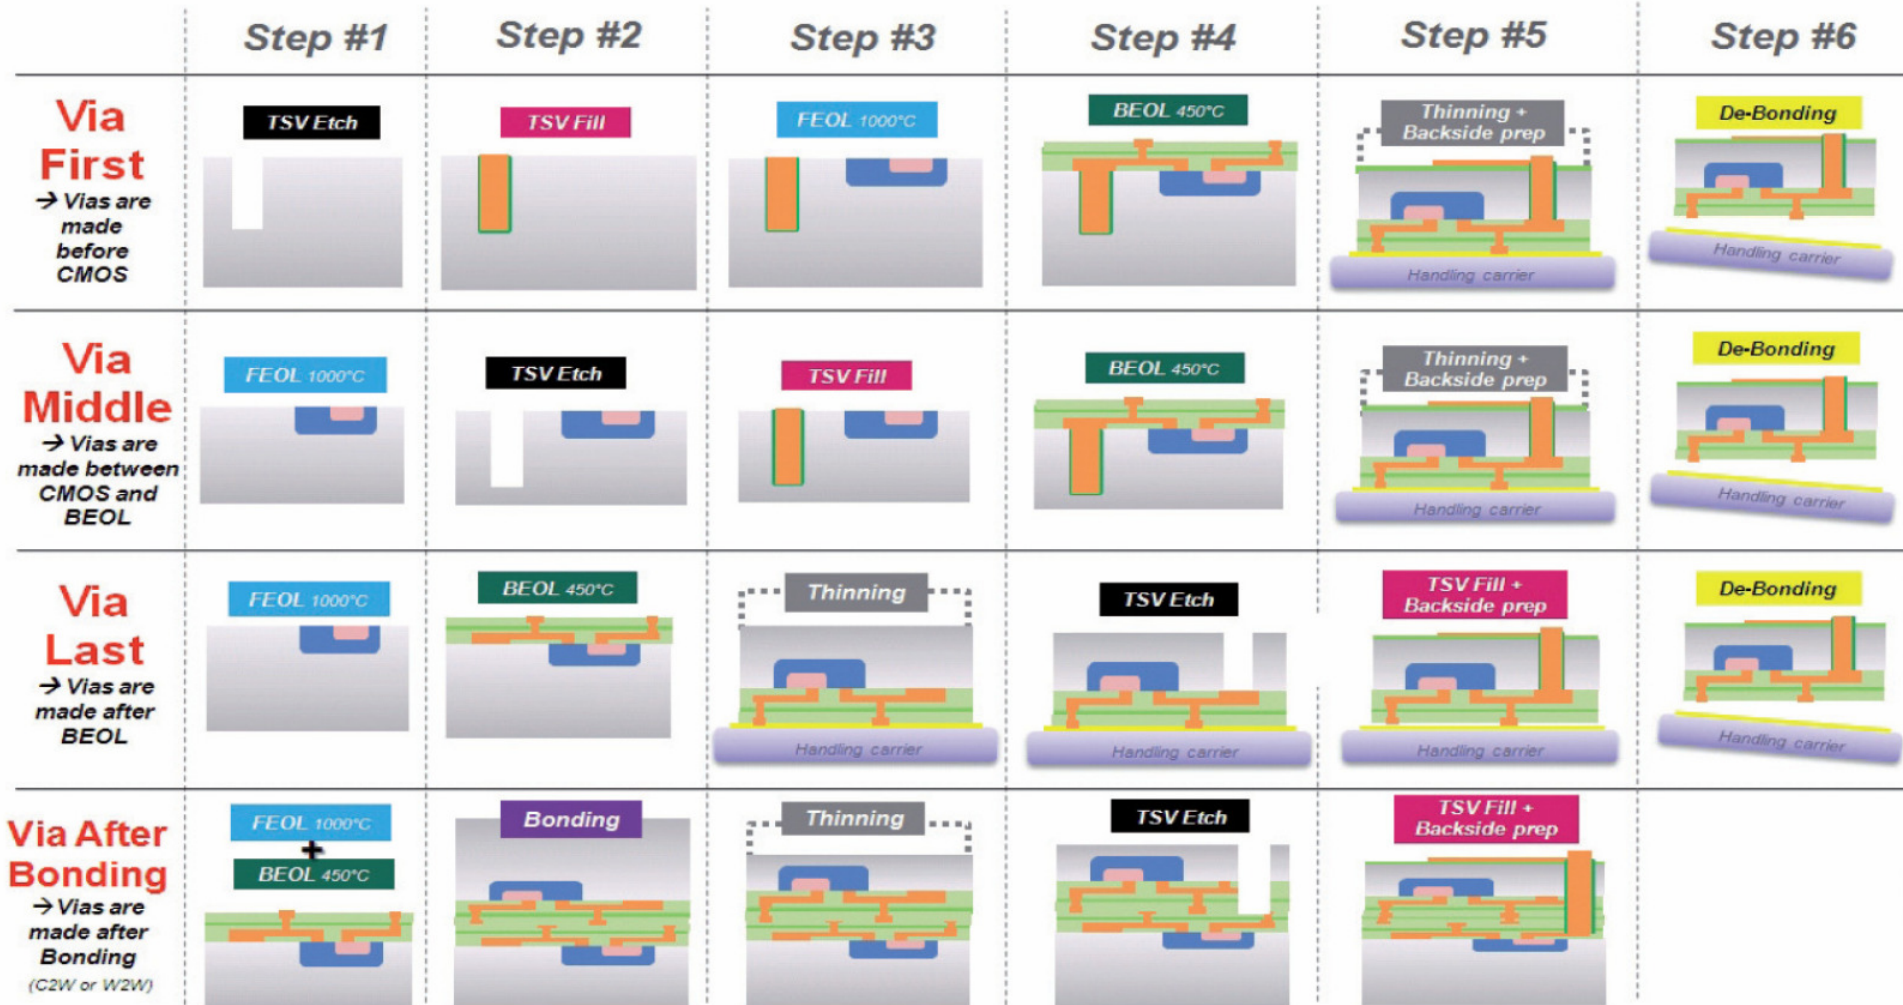 Step #1
Step #2
Step #3
Step #4
Step #5
Step #6
Via
First
→ Vias are
made
before
CMOS
TSV Etch
TSV Fill
FEOL 1000°C
BEOL 450°C
Thinning +
Backside prep
Handling carrier
De-Bonding
Handling carrier
Via
Middle
→ Vias are
made between
CMOS and
BEOL
FEOL 1000°C
TSV Etch
TSV Fill
BEOL 450°C
Thinning +
Backside prep
Handling carrier
De-Bonding
Handling carrier
Via
Last
→ Vias are
made after
BEOL
FEOL 1000°C
BEOL 450°C
Thinning
Handling carrier
TSV Etch
Handling carrier
TSV Fill +
Backside prep
Handling carrier
De-Bonding
Handling carrier
Via After
Bonding
→ Vias are
made after
Bonding
(C2W or W2W)
FEOL 1000°C
+
BEOL 450°C
Bonding
Thinning
TSV Etch
TSV Fill +
Backside prep